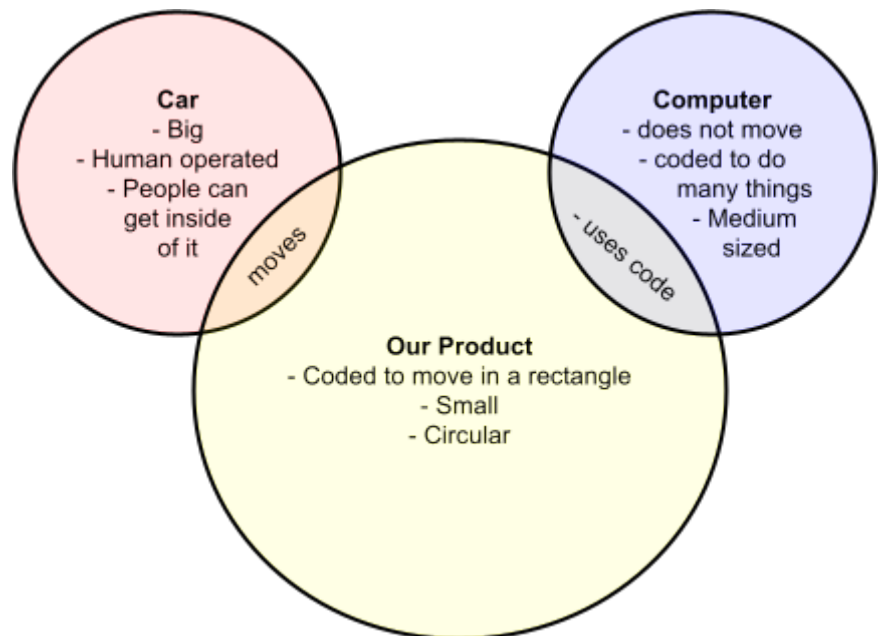 Car
- Big
- Human operated
- People can
get inside
of it
moves
Computer
- does not move
- coded to do
many things
- Medium
sized
- uses code
Our Product
- Coded to move in a rectangle
- Small
- Circular